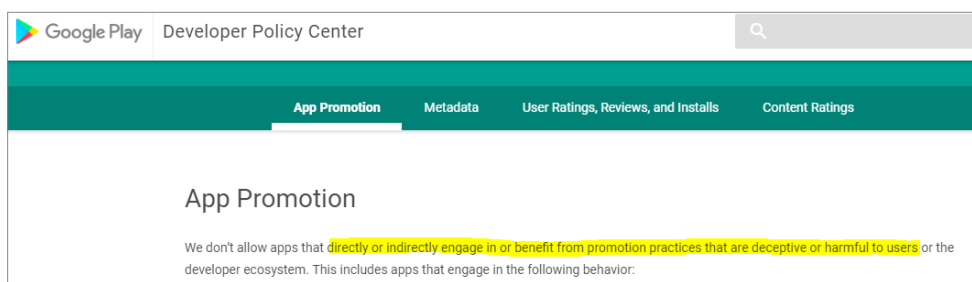 Google Play Developer Policy Center
App Promotion Metadata User Ratings, Reviews, and Installs Content Ratings
App Promotion
We don't allow apps that directly or indirectly engage in or benefit from promotion practices that are deceptive or harmful to users or the
developer ecosystem. This includes apps that engage in the following behavior: